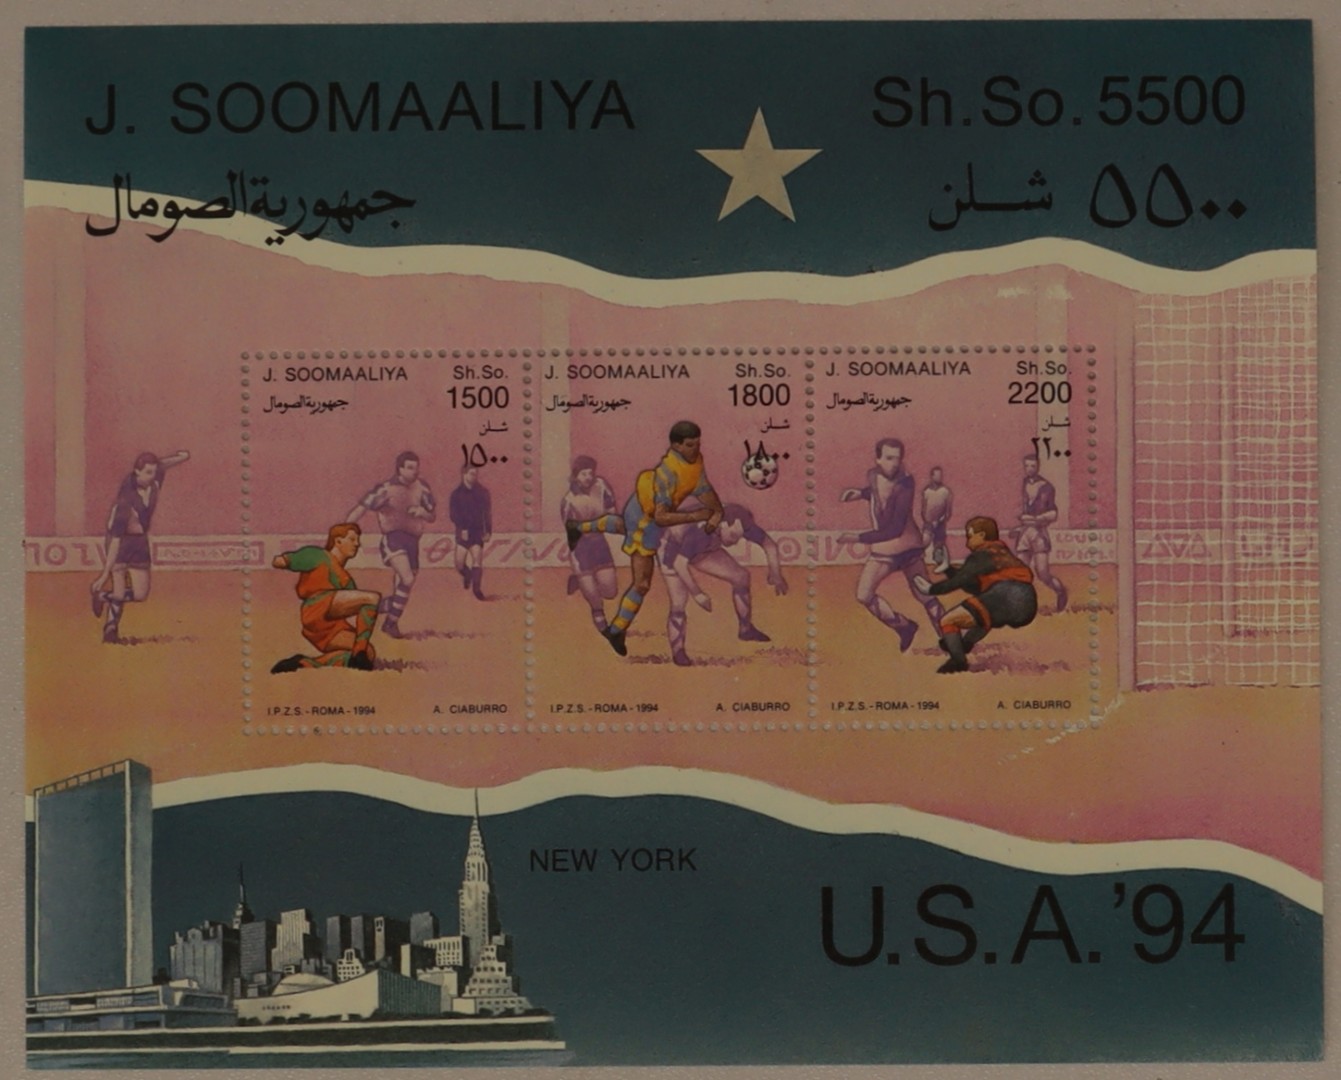 J. SOOMAALIYA
Sh.So. 5500
جمهورية الصومال
شلن ٥٥٠٠
J. SOOMAALIYA Sh.So.
1500
جمهورية الصومال
شلن
١٥٠٠
I.P.Z.S. - ROMA - 1994 A. CIABURRO
J. SOOMAALIYA Sh.So.
1800
جمهورية الصومال
شلن
١٨٠٠
I.P.Z.S. - ROMA - 1994 A. CIABURRO
J. SOOMAALIYA Sh.So.
2200
جمهورية الصومال
شلن
٢٢٠٠
I.P.Z.S. - ROMA - 1994 A. CIABURRO
NEW YORK
U.S.A. '94